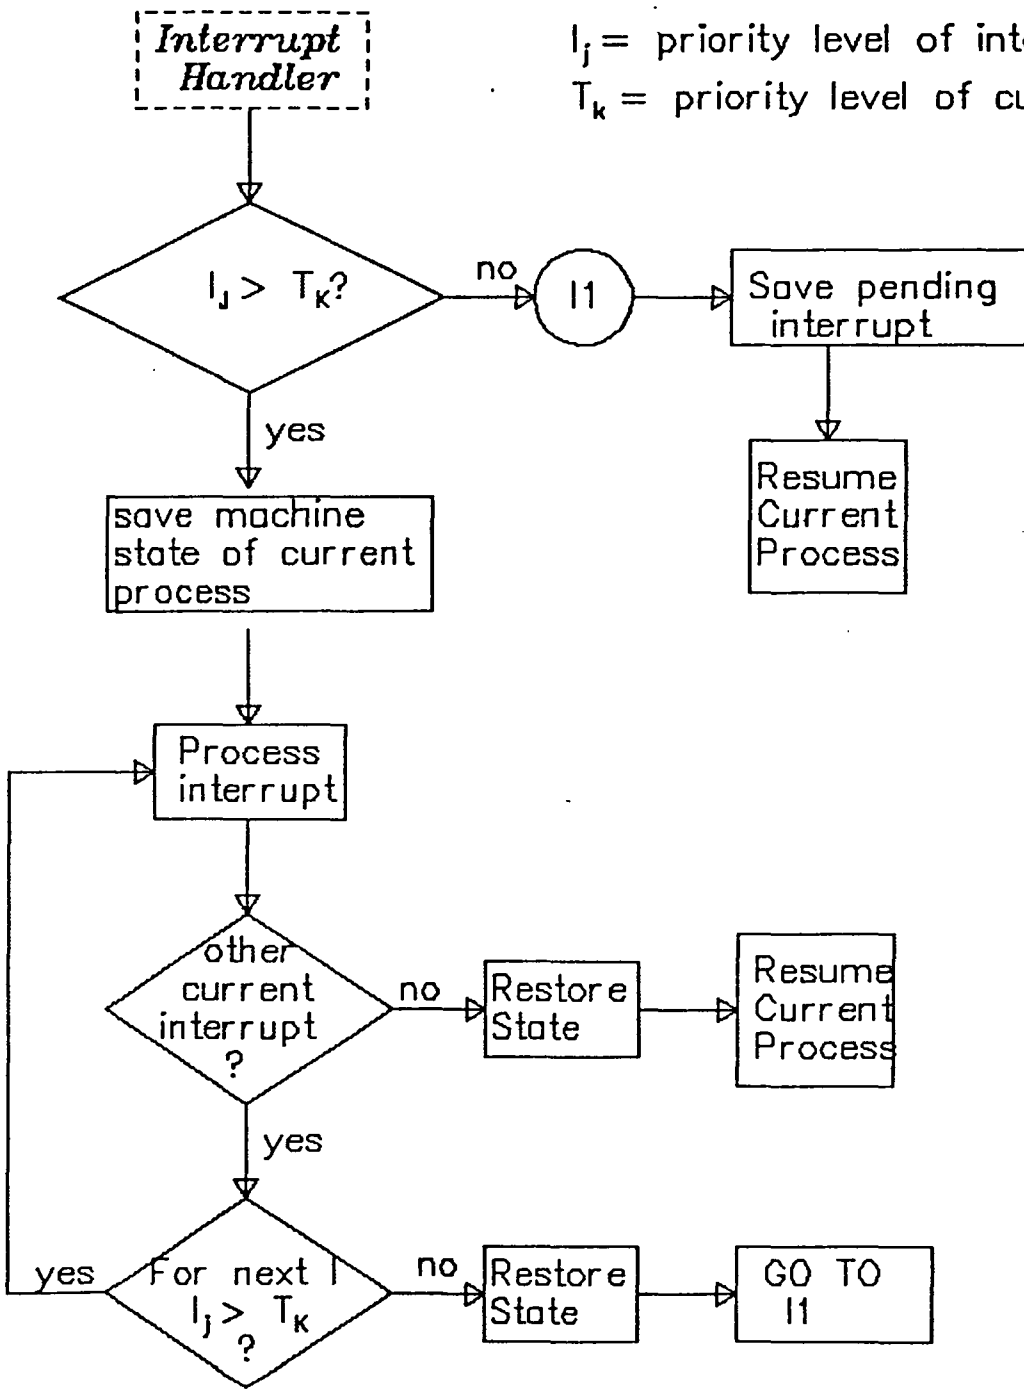 Interrupt
Handler
Ij = priority level of
Tk = priority level of
Ij > TK?
no
I1
Save pending
interrupt
yes
Resume
Current
Process
save machine
state of current
process
Process
interrupt
other
current
interrupt
?
no
Restore
State
Resume
Current
Process
yes
For next I
Ij > TK
?
yes
no
Restore
State
GO TO
I1